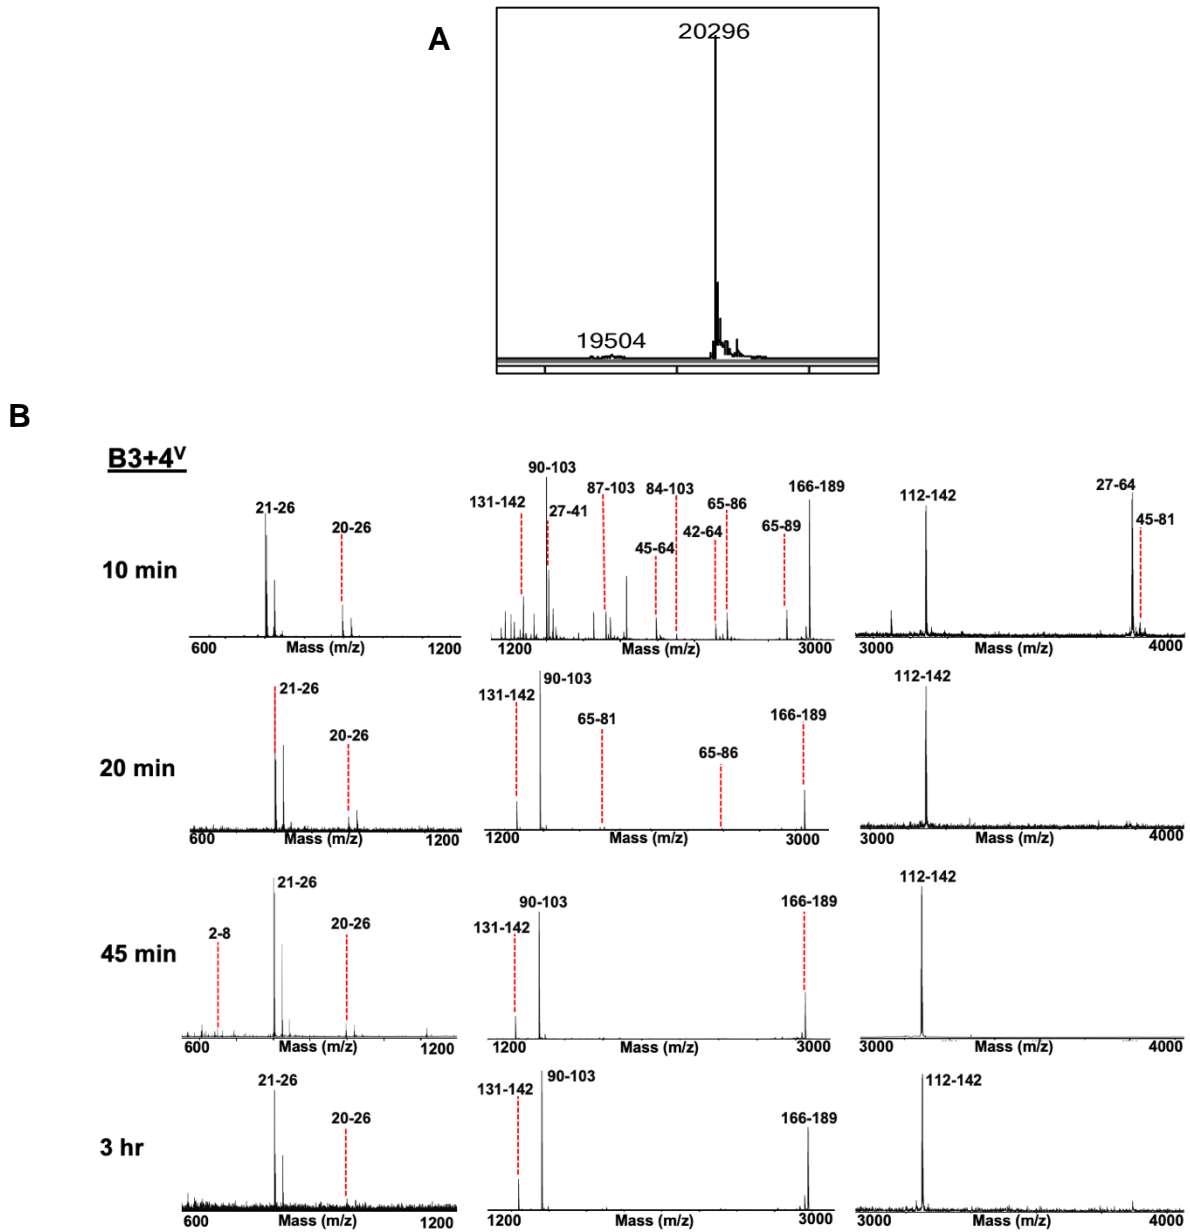 A
20296
19504
B
B3+4V
10 min
21-26
20-26
600 Mass (m/z) 1200
131-142
90-103
27-41
87-103
45-64
84-103
42-64
65-86
65-89
166-189
1200 Mass (m/z) 3000
112-142
27-64
45-81
3000 Mass (m/z) 4000
20 min
21-26
20-26
600 Mass (m/z) 1200
131-142
90-103
65-81
65-86
166-189
1200 Mass (m/z) 3000
112-142
3000 Mass (m/z) 4000
45 min
2-8
21-26
20-26
600 Mass (m/z) 1200
131-142
90-103
166-189
1200 Mass (m/z) 3000
112-142
3000 Mass (m/z) 4000
3 hr
21-26
20-26
600 Mass (m/z) 1200
131-142
90-103
166-189
1200 Mass (m/z) 3000
112-142
3000 Mass (m/z) 4000